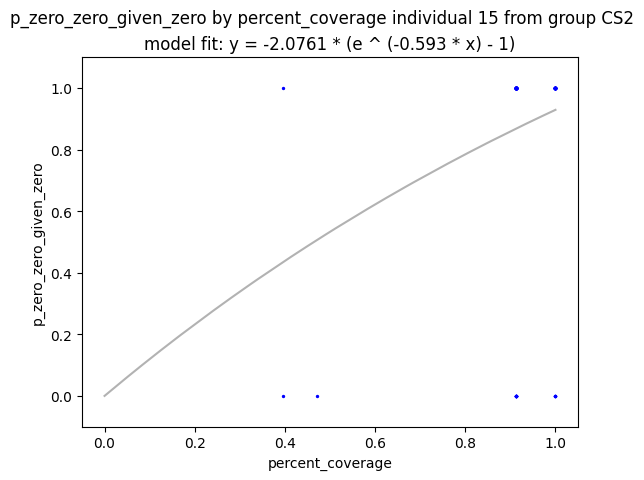 p_zero_zero_given_zero by percent_coverage individual 15 from group CS2
model fit: y = -2.0761 * (e ^ (-0.593 * x) - 1)
1.0
0.8
0.6
0.4
0.2
0.0
p_zero_zero_given_zero
0.0 0.2 0.4 0.6 0.8 1.0
percent_coverage